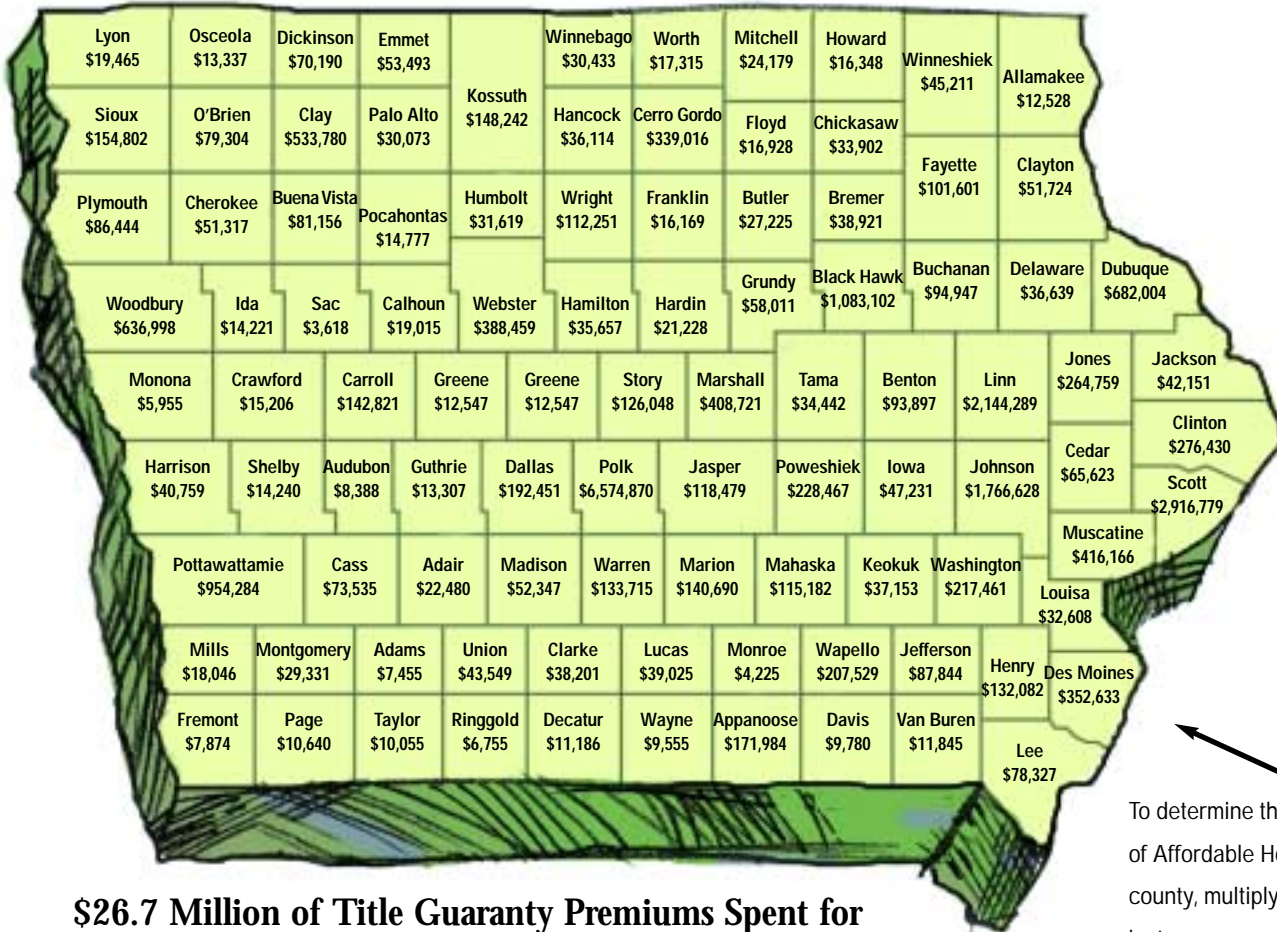 Lyon
$19,465
Osceola
$13,337
Dickinson
$70,190
Emmet
$53,493
Kossuth
$148,242
Winnebago
$30,433
Worth
$17,315
Mitchell
$24,179
Howard
$16,348
Winneshiek
$45,211
Allamakee
$12,528
Sioux
$154,802
O'Brien
$79,304
Clay
$533,780
Palo Alto
$30,073
Hancock
$36,114
Cerro Gordo
$339,016
Floyd
$16,928
Chickasaw
$33,902
Fayette
$101,601
Clayton
$51,724
Plymouth
$86,444
Cherokee
$51,317
Buena Vista
$81,156
Pocahontas
$14,777
Humbolt
$31,619
Wright
$112,251
Franklin
$16,169
Butler
$27,225
Bremer
$38,921
Woodbury
$636,998
Ida
$14,221
Sac
$3,618
Calhoun
$19,015
Webster
$388,459
Hamilton
$35,657
Hardin
$21,228
Grundy
$58,011
Black Hawk
$1,083,102
Buchanan
$94,947
Delaware
$36,639
Dubuque
$682,004
Monona
$5,955
Crawford
$15,206
Carroll
$142,821
Greene
$12,547
Greene
$12,547
Story
$126,048
Marshall
$408,721
Tama
$34,442
Benton
$93,897
Linn
$2,144,289
Jones
$264,759
Jackson
$42,151
Clinton
$276,430
Cedar
$65,623
Scott
$2,916,779
Harrison
$40,759
Shelby
$14,240
Audubon
$8,388
Guthrie
$13,307
Dallas
$192,451
Polk
$6,574,870
Jasper
$118,479
Poweshiek
$228,467
Iowa
$47,231
Johnson
$1,766,628
Muscatine
$416,166
Pottawattamie
$954,284
Cass
$73,535
Adair
$22,480
Madison
$52,347
Warren
$133,715
Marion
$140,690
Mahaska
$115,182
Keokuk
$37,153
Washington
$217,461
Louisa
$32,608
Mills
$18,046
Montgomery
$29,331
Adams
$7,455
Union
$43,549
Clarke
$38,201
Lucas
$39,025
Monroe
$4,225
Wapello
$207,529
Jefferson
$87,844
Henry
$132,082
Des Moines
$352,633
Fremont
$7,874
Page
$10,640
Taylor
$10,055
Ringgold
$6,755
Decatur
$11,186
Wayne
$9,555
Appanoose
$171,984
Davis
$9,780
Van Buren
$11,845
Lee
$78,327
To determine th
of Affordable H
county, multiply
$26.7 Million of Title Guaranty Premiums Spent for